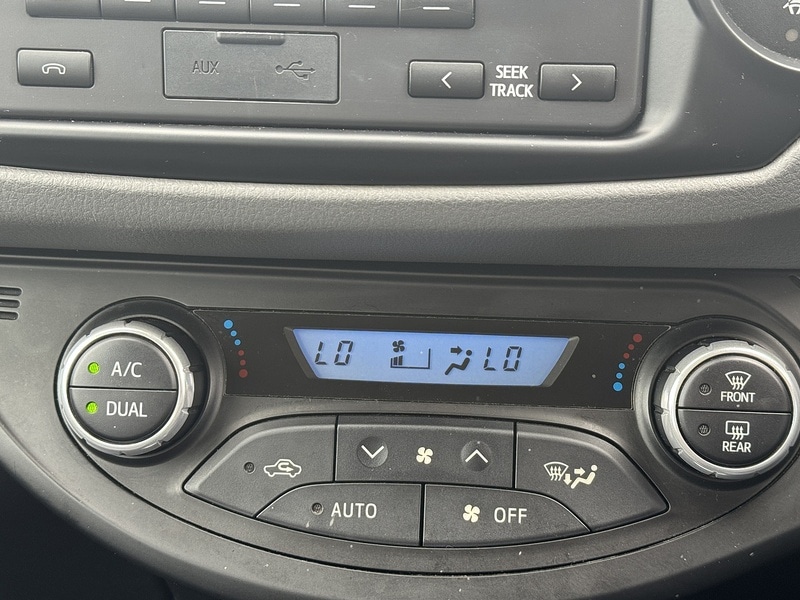 AUX
SEEK
TRACK
A/C
DUAL
LO
LO
FRONT
REAR
AUTO
OFF